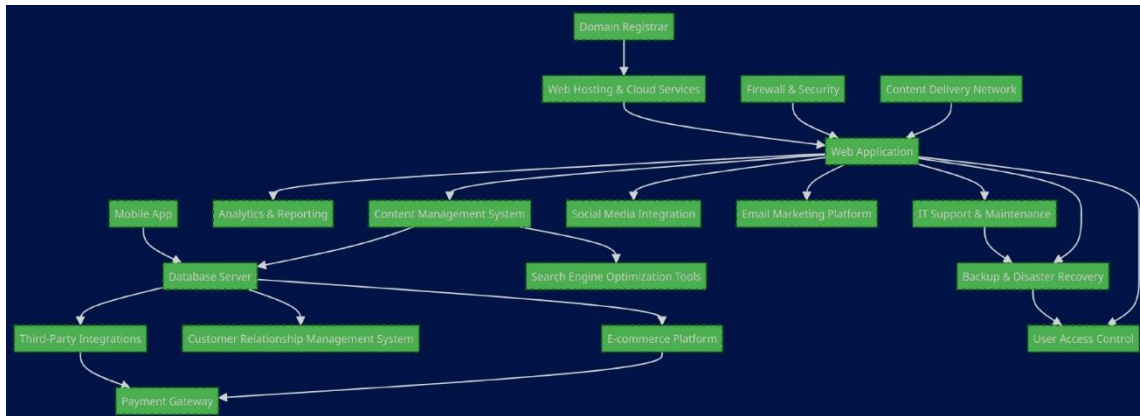 Domain Registrar
Web Hosting & Cloud Services
Firewall & Security
Content Delivery Network
Web Application
Mobile App
Analytics & Reporting
Content Management System
Social Media Integration
Email Marketing Platform
IT Support & Maintenance
Database Server
Search Engine Optimization Tools
Backup & Disaster Recovery
Third-Party Integrations
Customer Relationship Management System
E-commerce Platform
User Access Control
Payment Gateway